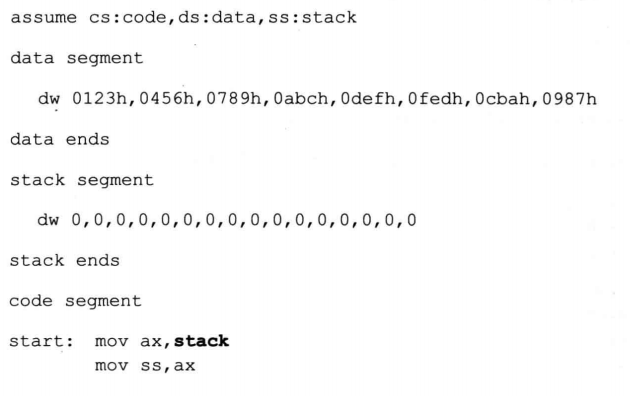 assume cs:code,ds:data,ss:stack
data segment
dw 0123h,0456h,0789h,0abch,0defh,0fedh,0cbah,0987h
data ends
stack segment
dw 0,0,0,0,0,0,0,0,0,0,0,0,0,0,0,0
stack ends
code segment
start: mov ax,stack
mov ss,ax